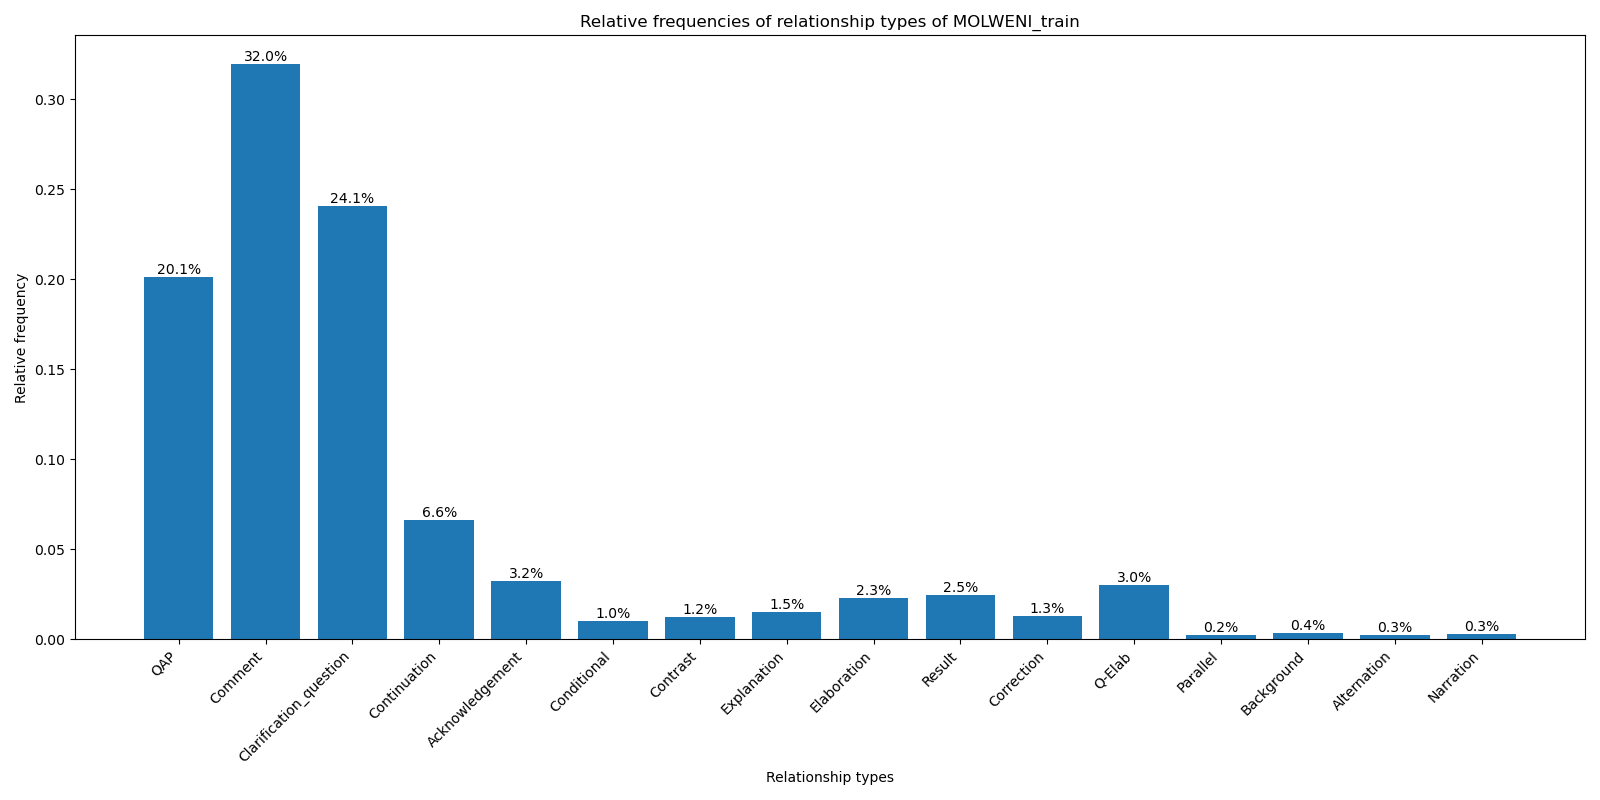 Relative frequencies of relationship types of MOLWENI_train
Relative frequency
0.30
0.25
0.20
0.15
0.10
0.05
0.00
20.1%
32.0%
24.1%
6.6%
3.2%
1.0%
1.2%
1.5%
2.3%
2.5%
1.3%
3.0%
0.2%
0.4%
0.3%
0.3%
QAP
Comment
Clarification_question
Continuation
Acknowledgement
Conditional
Contrast
Explanation
Elaboration
Result
Correction
Q-Elab
Parallel
Background
Alternation
Narration
Relationship types